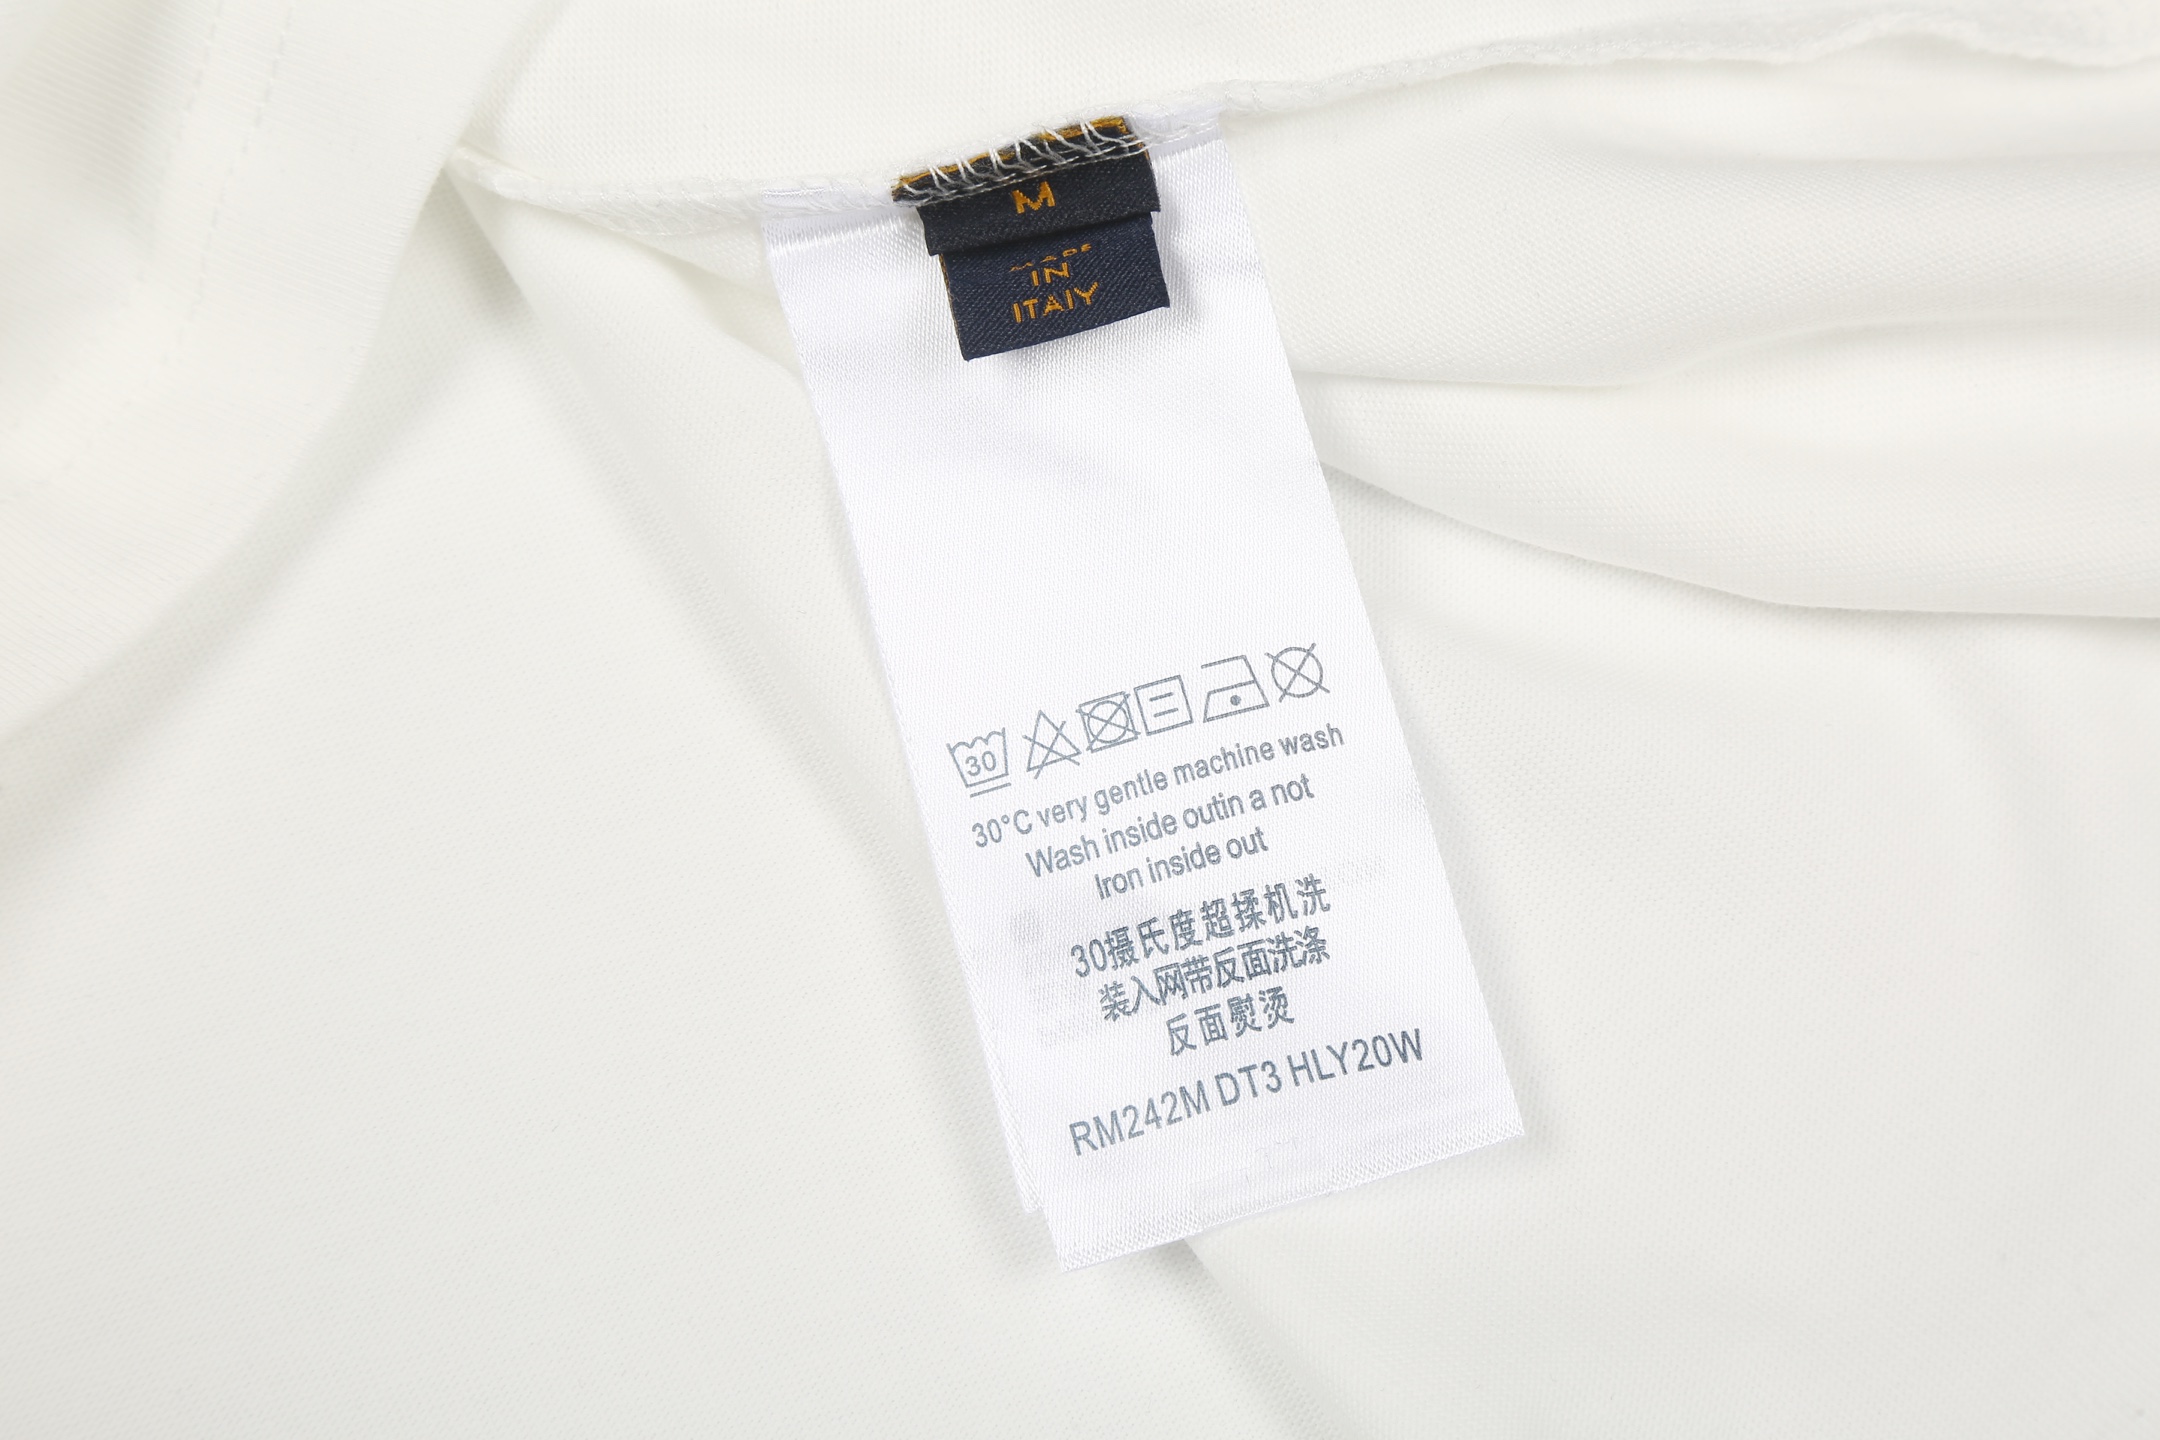 M
MADE
IN
ITALY
30
30°C very gentle machine wash
Wash inside outin a not
Iron inside out
30摄氏度超揉机洗
装入网带反面洗涤
反面熨烫
RM242M DT3 HLY20W